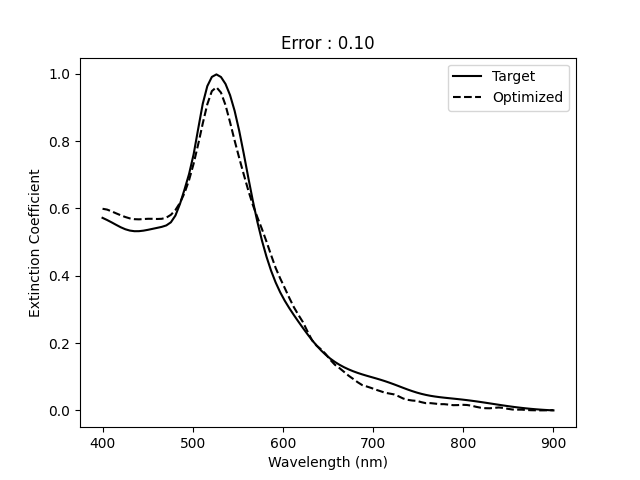 Error : 0.10
Target
Optimized
Extinction Coefficient
1.0
0.8
0.6
0.4
0.2
0.0
400 500 600 700 800 900
Wavelength (nm)